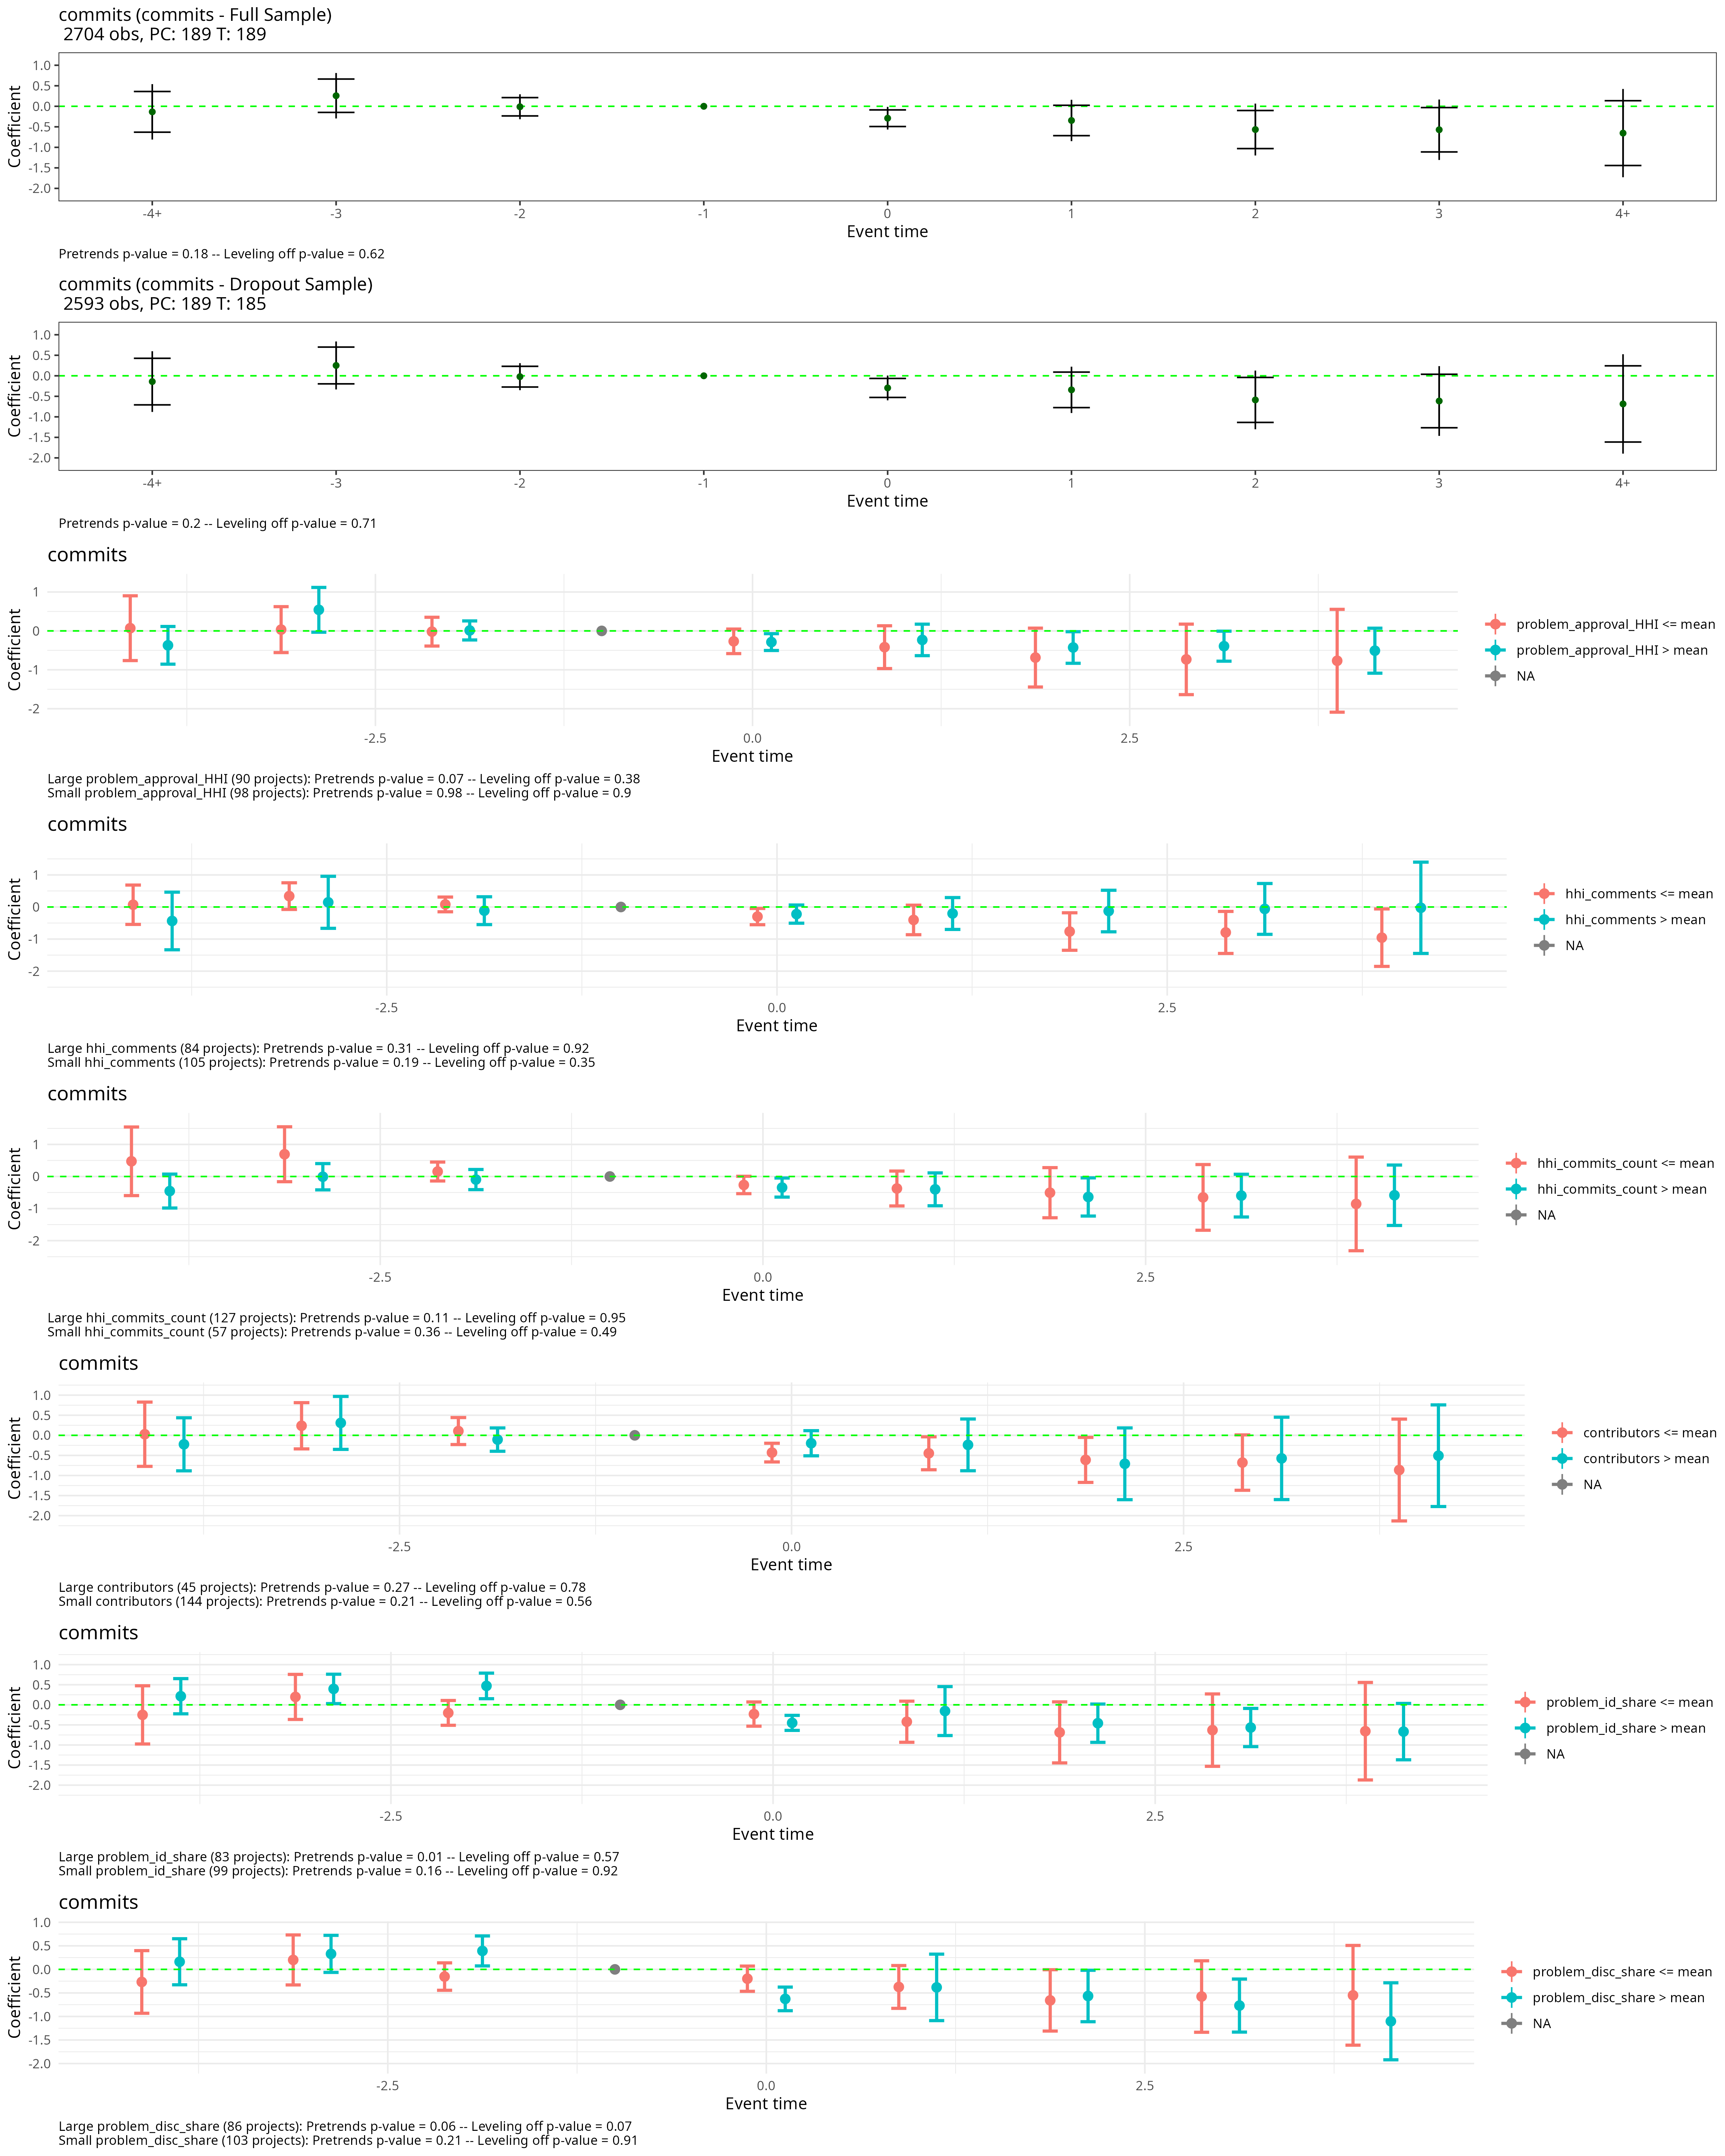 commits (commits - Full Sample)
2704 obs, PC: 189 T: 189
Coefficient
1.0
0.5
0.0
-0.5
-1.0
-1.5
-2.0
-4+ -3 -2 -1 0 1 2 3 4+
Event time
Pretrends p-value = 0.18 -- Leveling off p-value = 0.62
commits (commits - Dropout Sample)
2593 obs, PC: 189 T: 185
Coefficient
1.0
0.5
0.0
-0.5
-1.0
-1.5
-2.0
-4+ -3 -2 -1 0 1 2 3 4+
Event time
Pretrends p-value = 0.2 -- Leveling off p-value = 0.71
commits
Coefficient
1
0
-1
-2
-2.5 0.0 2.5
Event time
problem_approval_HHI <= mean
problem_approval_HHI > mean
NA
Large problem_approval_HHI (90 projects): Pretrends p-value = 0.07 -- Leveling off p-value = 0.38
Small problem_approval_HHI (98 projects): Pretrends p-value = 0.98 -- Leveling off p-value = 0.9
commits
Coefficient
1
0
-1
-2
-2.5 0.0 2.5
Event time
hhi_comments <= mean
hhi_comments > mean
NA
Large hhi_comments (84 projects): Pretrends p-value = 0.31 -- Leveling off p-value = 0.92
Small hhi_comments (105 projects): Pretrends p-value = 0.19 -- Leveling off p-value = 0.35
commits
Coefficient
1
0
-1
-2
-2.5 0.0 2.5
Event time
hhi_commits_count <= mean
hhi_commits_count > mean
NA
Large hhi_commits_count (127 projects): Pretrends p-value = 0.11 -- Leveling off p-value = 0.95
Small hhi_commits_count (57 projects): Pretrends p-value = 0.36 -- Leveling off p-value = 0.49
commits
Coefficient
1.0
0.5
0.0
-0.5
-1.0
-1.5
-2.0
-2.5 0.0 2.5
Event time
contributors <= mean
contributors > mean
NA
Large contributors (45 projects): Pretrends p-value = 0.27 -- Leveling off p-value = 0.78
Small contributors (144 projects): Pretrends p-value = 0.21 -- Leveling off p-value = 0.56
commits
Coefficient
1.0
0.5
0.0
-0.5
-1.0
-1.5
-2.0
-2.5 0.0 2.5
Event time
problem_id_share <= mean
problem_id_share > mean
NA
Large problem_id_share (83 projects): Pretrends p-value = 0.01 -- Leveling off p-value = 0.57
Small problem_id_share (99 projects): Pretrends p-value = 0.16 -- Leveling off p-value = 0.92
commits
Coefficient
1.0
0.5
0.0
-0.5
-1.0
-1.5
-2.0
-2.5 0.0 2.5
Event time
problem_disc_share <= mean
problem_disc_share > mean
NA
Large problem_disc_share (86 projects): Pretrends p-value = 0.06 -- Leveling off p-value = 0.07
Small problem_disc_share (103 projects): Pretrends p-value = 0.21 -- Leveling off p-value = 0.91